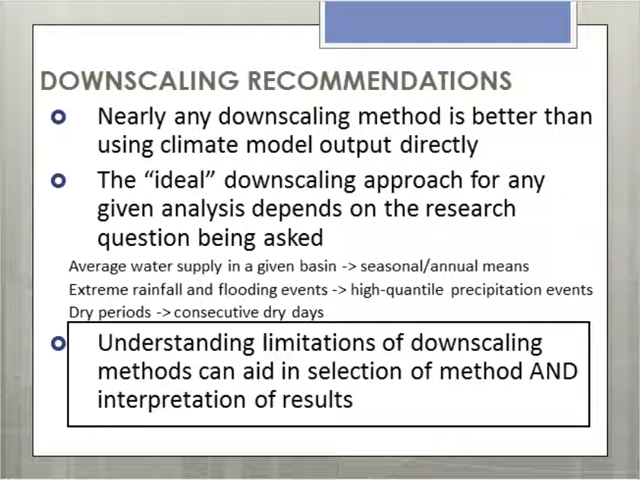 DOWNSCALING RECOMMENDATIONS
Nearly any downscaling method is better than
using climate model output directly
The “ideal” downscaling approach for any
given analysis depends on the research
question being asked
Average water supply in a given basin -> seasonal/annual means
Extreme rainfall and flooding events -> high-quantile precipitation events
Dry periods -> consecutive dry days
Understanding limitations of downscaling
methods can aid in selection of method AND
interpretation of results